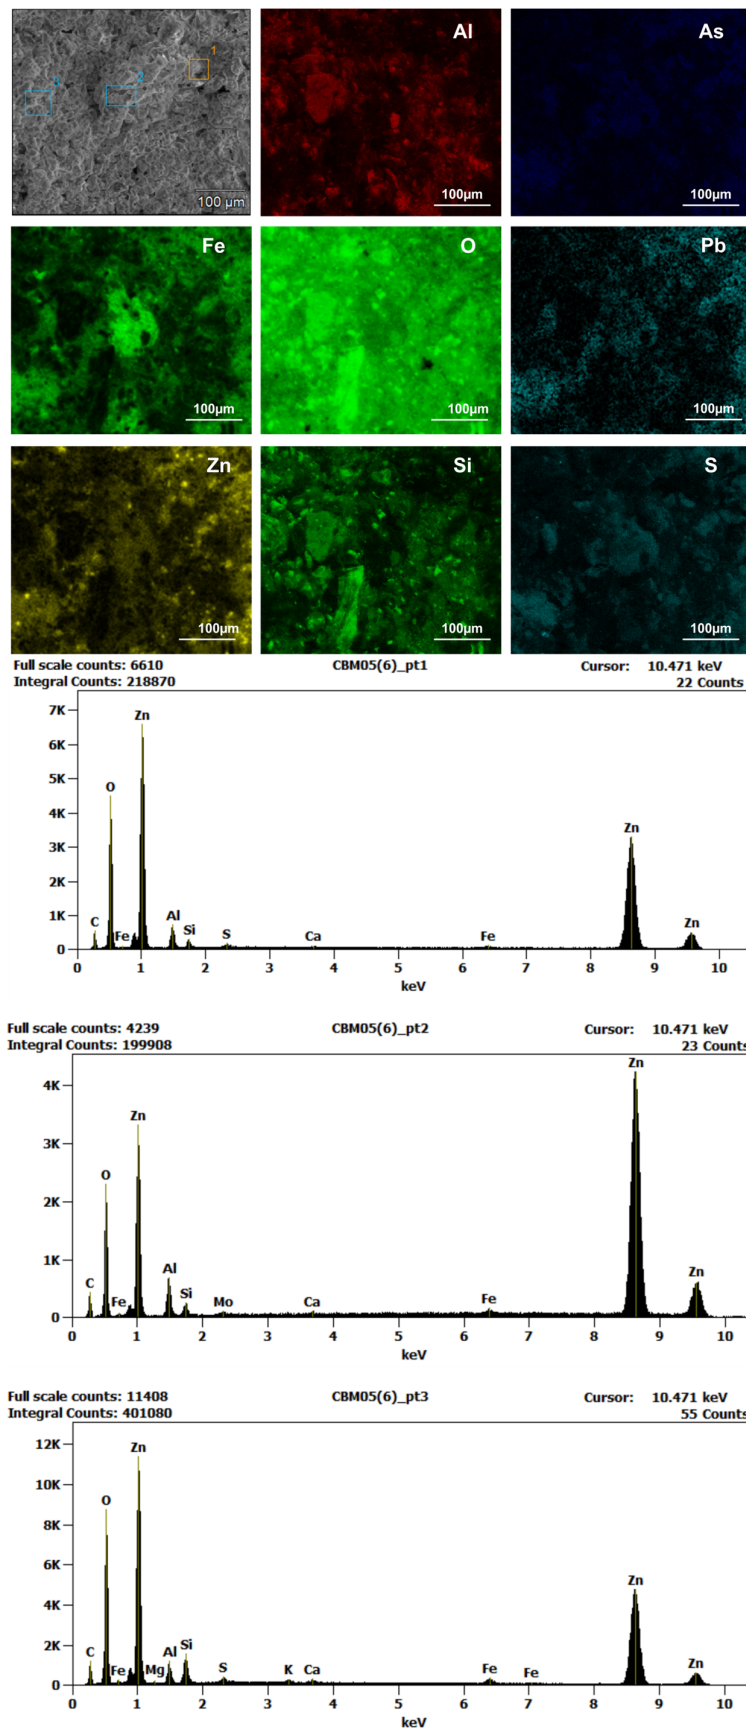 1
2
3
100 µm
Al
100µm
As
100µm
Fe
100µm
O
100µm
Pb
100µm
Zn
100µm
Si
100µm
S
100µm
Full scale counts: 6610 CBM05(6)_pt1 Cursor: 10.471 keV
Integral Counts: 218870 22 Counts
7K
6K
5K
4K
3K
2K
1K
0
C O Fe Zn Al Si S Ca Fe Zn Zn
0 1 2 3 4 5 6 7 8 9 10
keV
Full scale counts: 4239 CBM05(6)_pt2 Cursor: 10.471 keV
Integral Counts: 199908 23 Counts
4K
3K
2K
1K
0
C O Fe Zn Al Si Mo Ca Fe Zn Zn
0 1 2 3 4 5 6 7 8 9 10
keV
Full scale counts: 11408 CBM05(6)_pt3 Cursor: 10.471 keV
Integral Counts: 401080 55 Counts
12K
10K
8K
6K
4K
2K
0
C O Fe Zn Mg Al Si S K Ca Fe Fe Zn Zn
0 1 2 3 4 5 6 7 8 9 10
keV